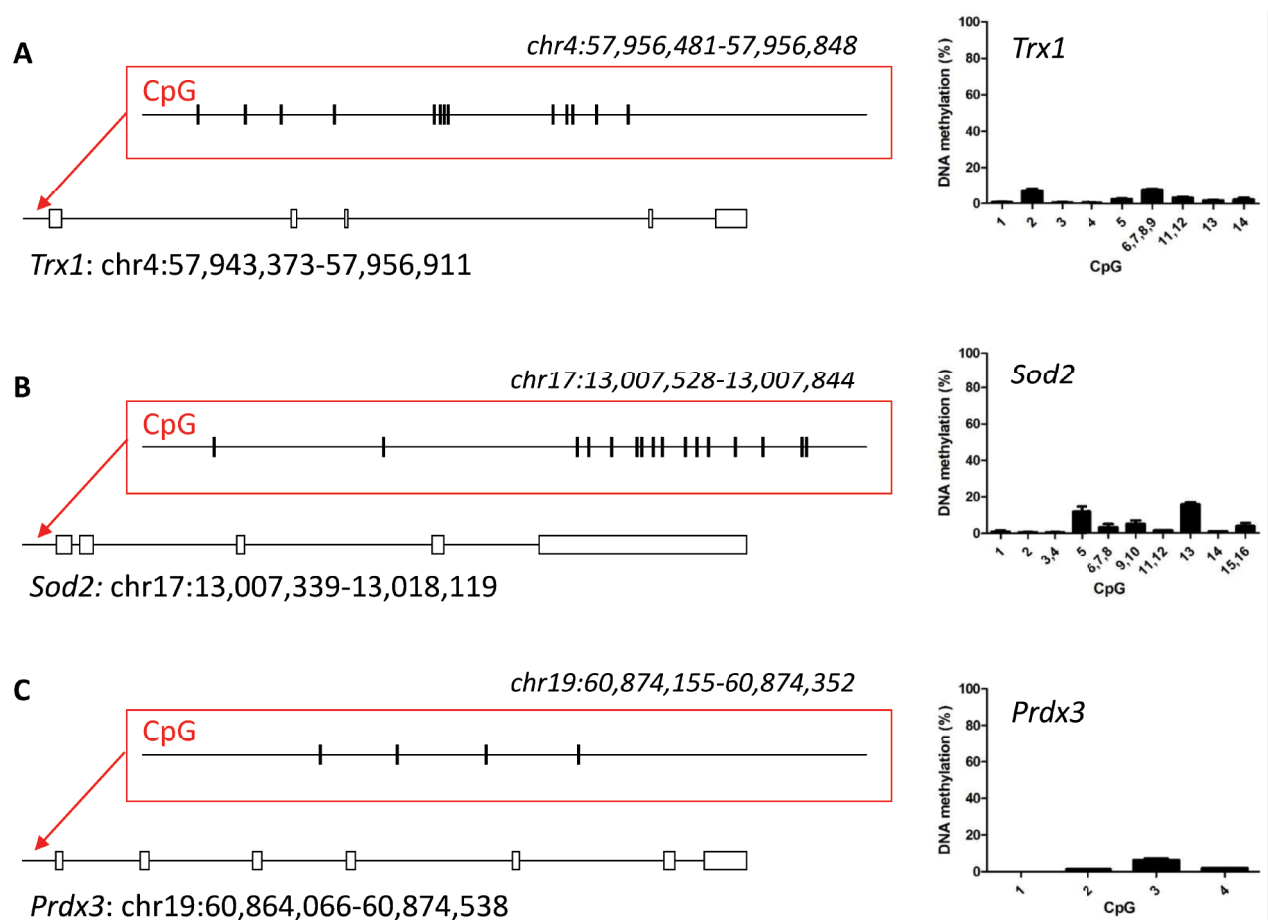 A
chr4:57,956,481-57,956,848
CpG
Trx1: chr4:57,943,373-57,956,911
Trx1
DNA methylation (%)
100
80
60
40
20
0
1 2 3 4 5 6,7,8,9 11,12 13 14
CpG
B
chr17:13,007,528-13,007,844
CpG
Sod2: chr17:13,007,339-13,018,119
Sod2
DNA methylation (%)
100
80
60
40
20
0
1 2 3,4 5 6,7,8 9,10 11,12 13 14 15,16
CpG
C
chr19:60,874,155-60,874,352
CpG
Prdx3: chr19:60,864,066-60,874,538
Prdx3
DNA methylation (%)
100
80
60
40
20
0
1 2 3 4
CpG